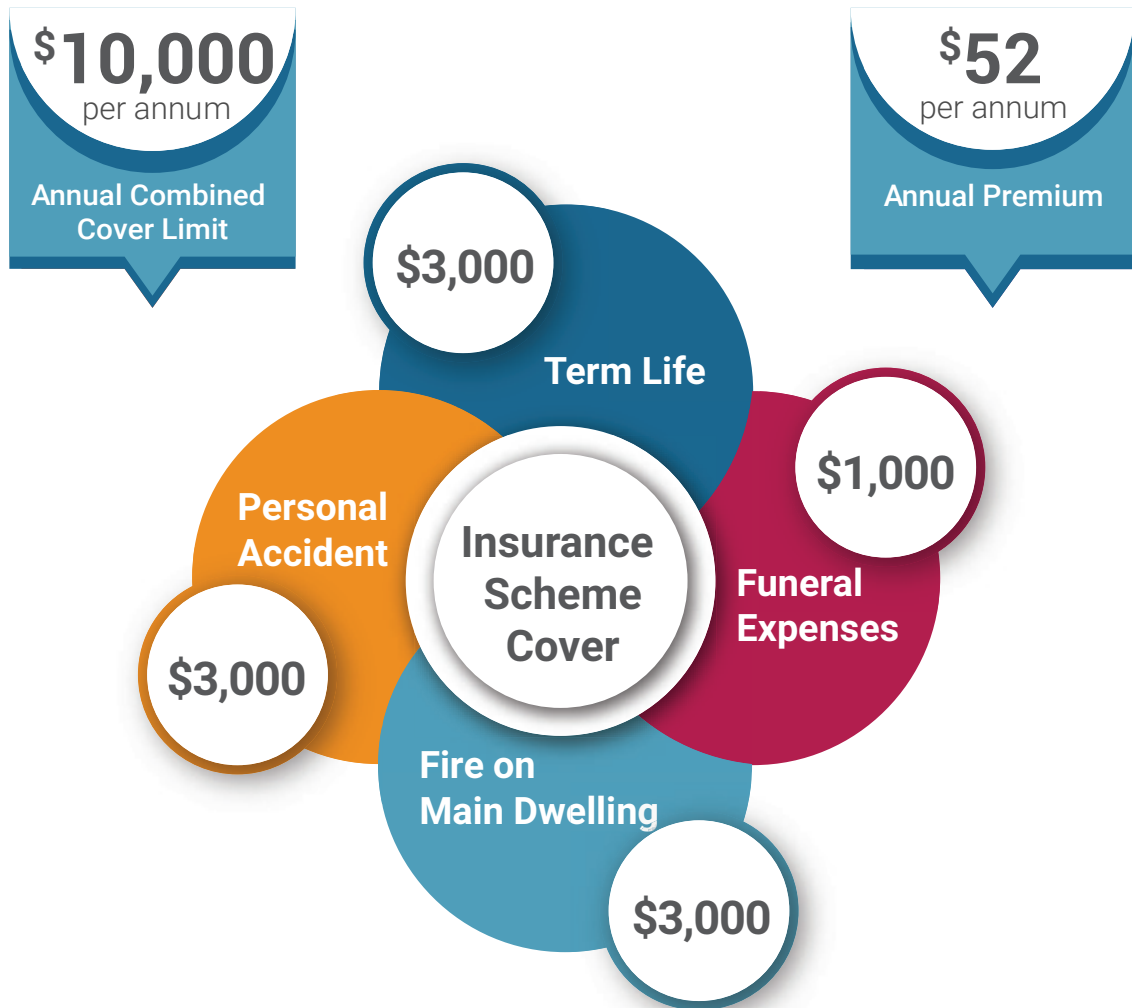 $10,000
per annum
Annual Combined
Cover Limit
$52
per annum
Annual Premium
$3,000
Term Life
$1,000
Funeral
Expenses
Personal
Accident
$3,000
Insurance
Scheme
Cover
Fire on
Main Dwelling
$3,000